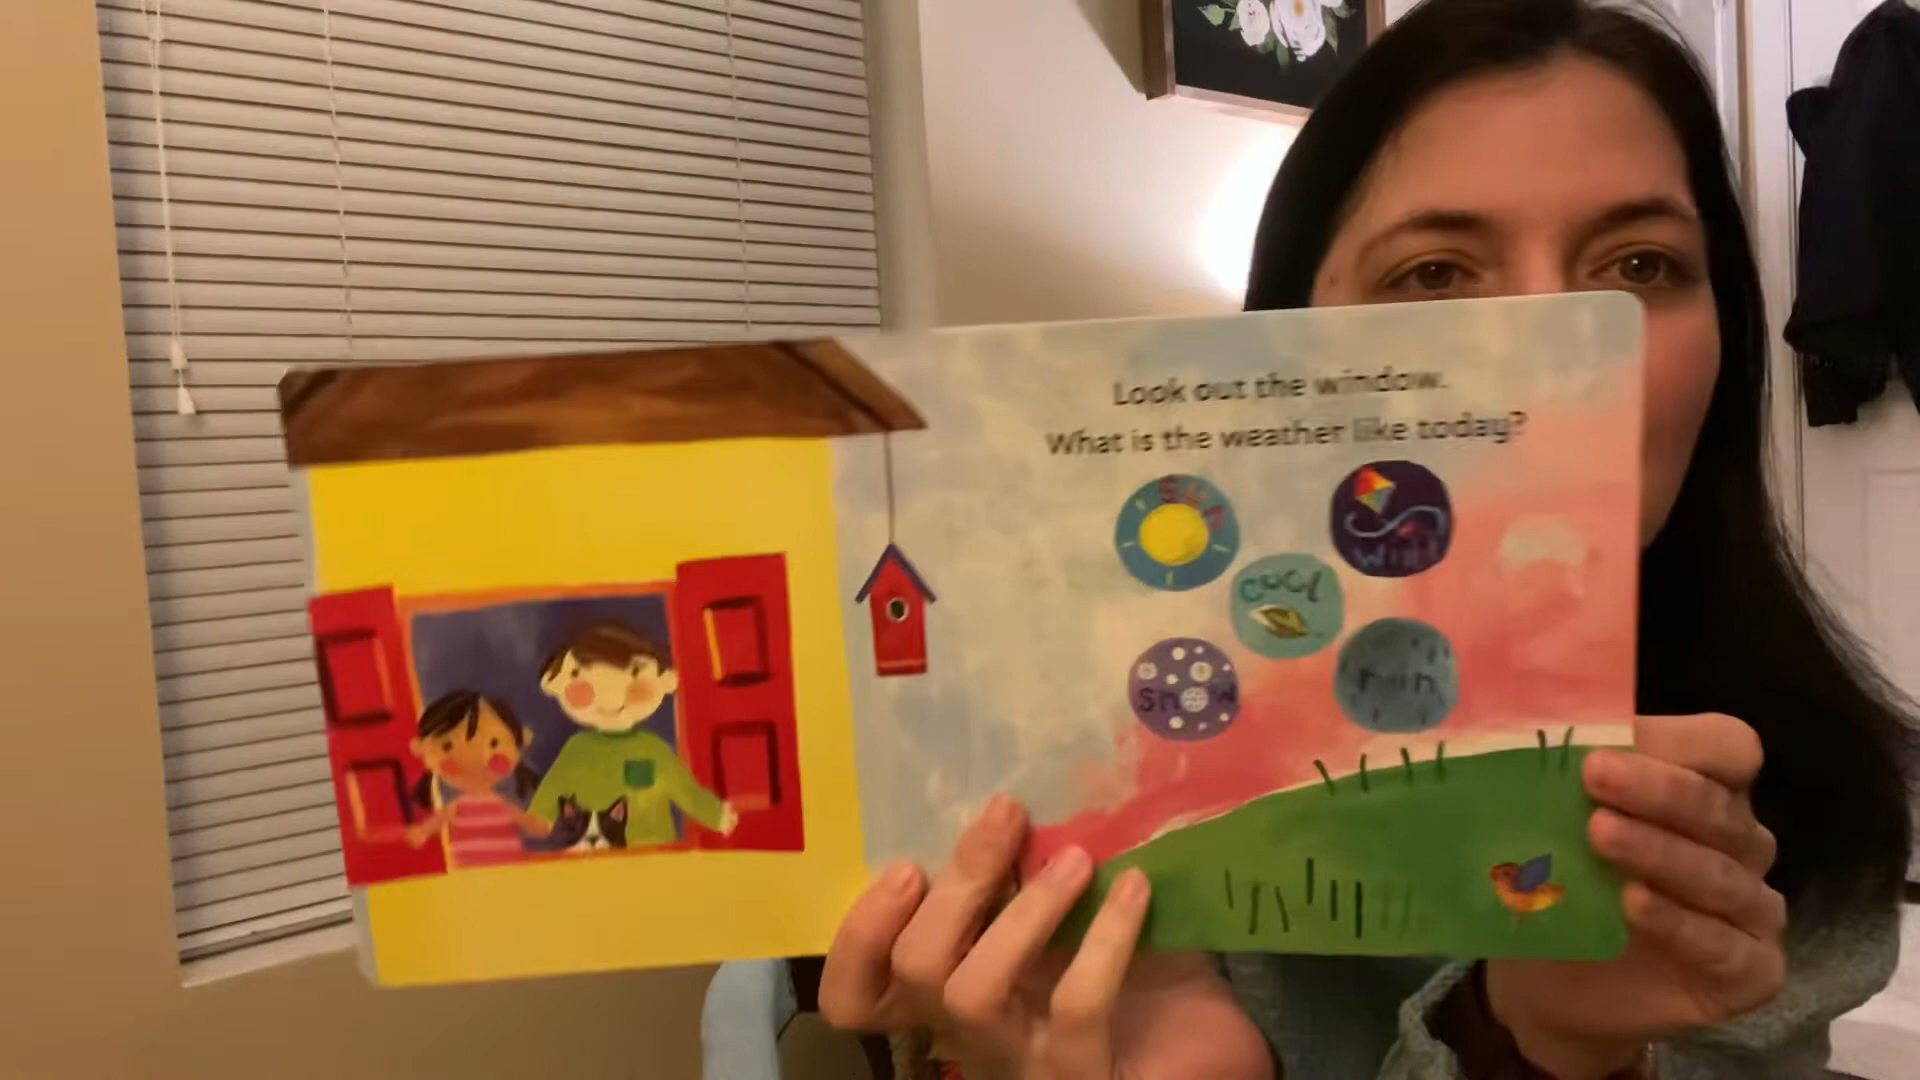 Look out the window.
What is the weather like today?
sun
wind
cool
snow
rain